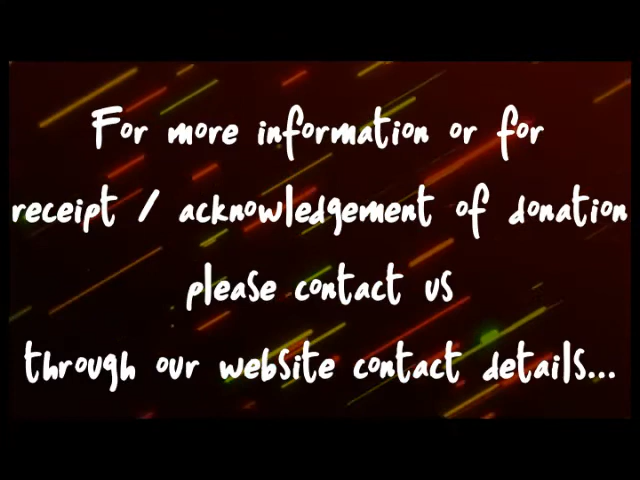 For more information or for
receipt / acknowledgement of donation
please contact us
through our website contact details...